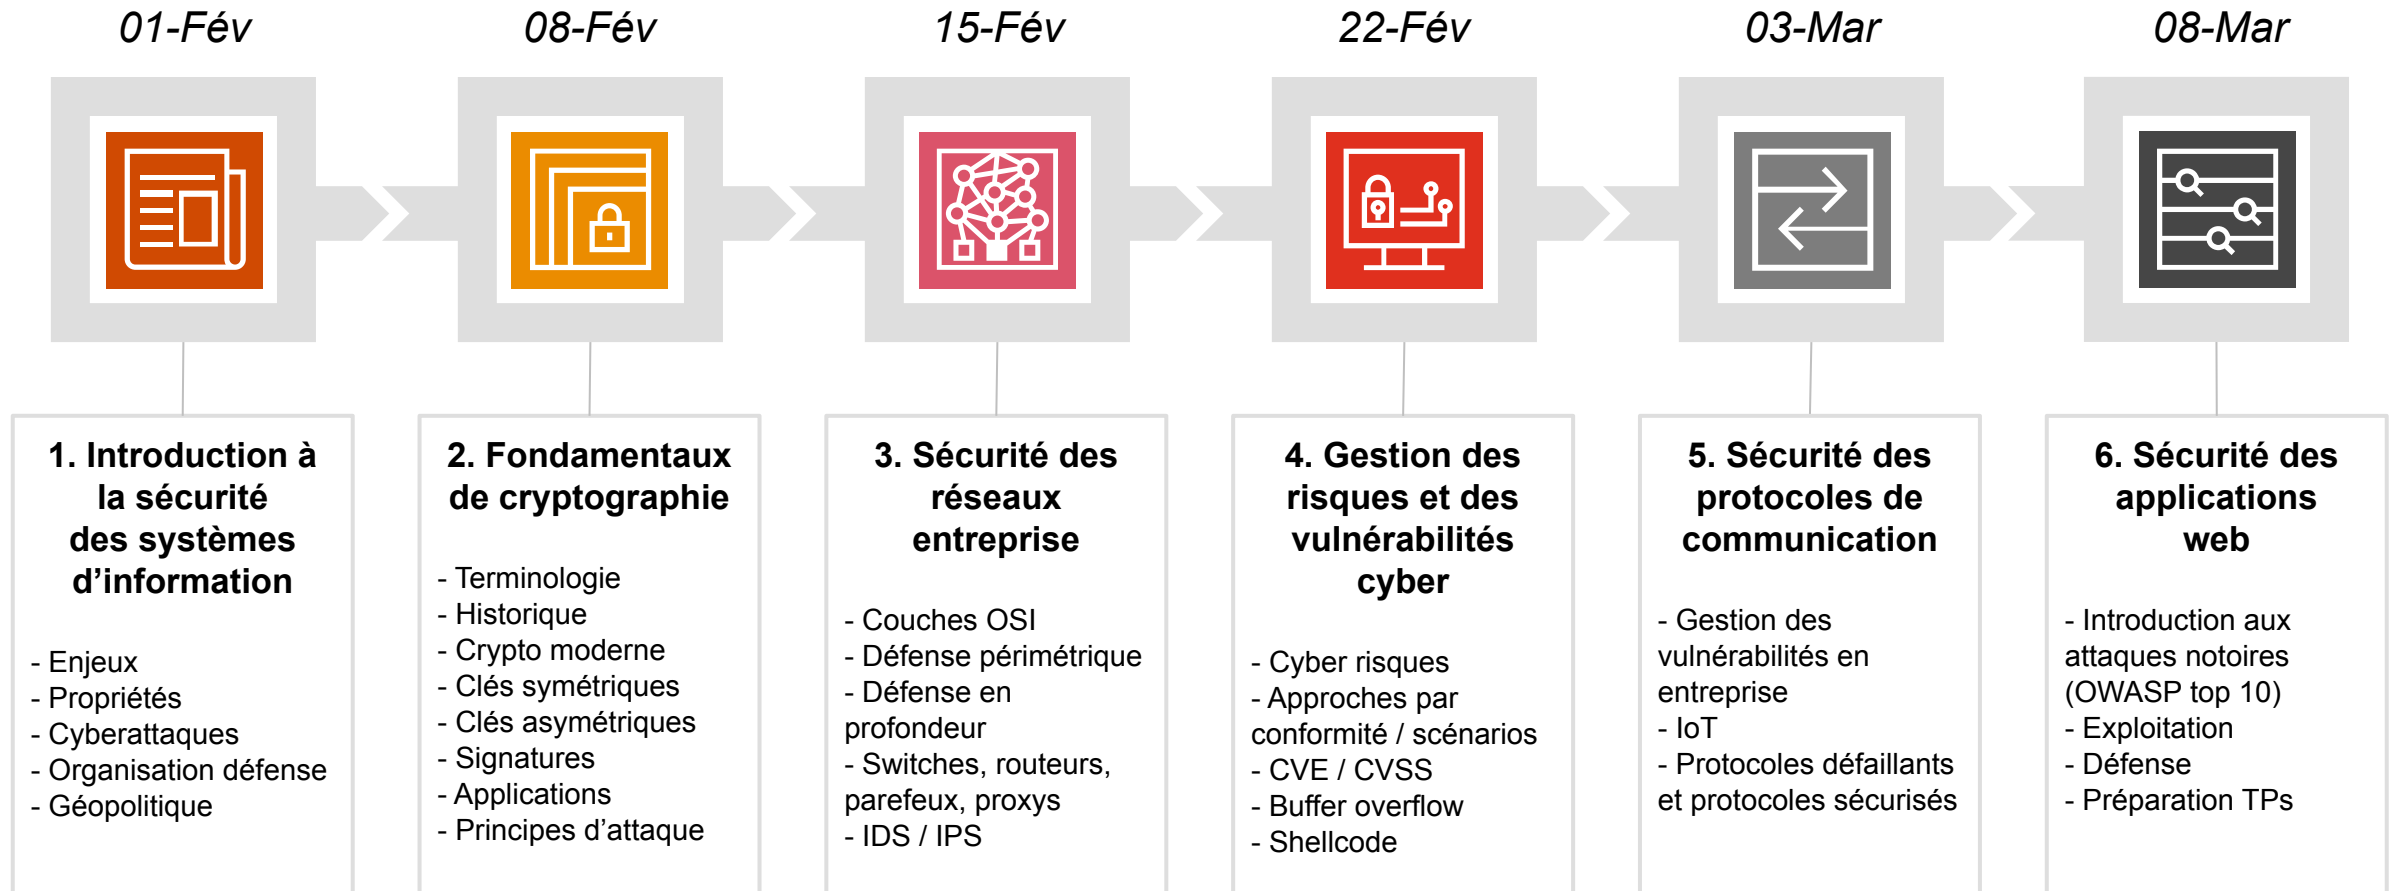 01-Fév
08-Fév
15-Fév
22-Fév
03-Mar
08-Mar
1. Introduction à
la sécurité
des systèmes
d’information
- Enjeux
- Propriétés
- Cyberattaques
- Organisation défense
- Géopolitique
2. Fondamentaux
de cryptographie
- Terminologie
- Historique
- Crypto moderne
- Clés symétriques
- Clés asymétriques
- Signatures
- Applications
- Principes d’attaque
3. Sécurité des
réseaux
entreprise
- Couches OSI
- Défense périmétrique
- Défense en
profondeur
- Switches, routeurs,
parefeux, proxys
- IDS / IPS
4. Gestion des
risques et des
vulnérabilités
cyber
- Cyber risques
- Approches par
conformité / scénarios
- CVE / CVSS
- Buffer overflow
- Shellcode
5. Sécurité des
protocoles de
communication
- Gestion des
vulnérabilités en
entreprise
- IoT
- Protocoles défaillants
et protocoles sécurisés
6. Sécurité des
applications
web
- Introduction aux
attaques notoires
(OWASP top 10)
- Exploitation
- Défense
- Préparation TPs